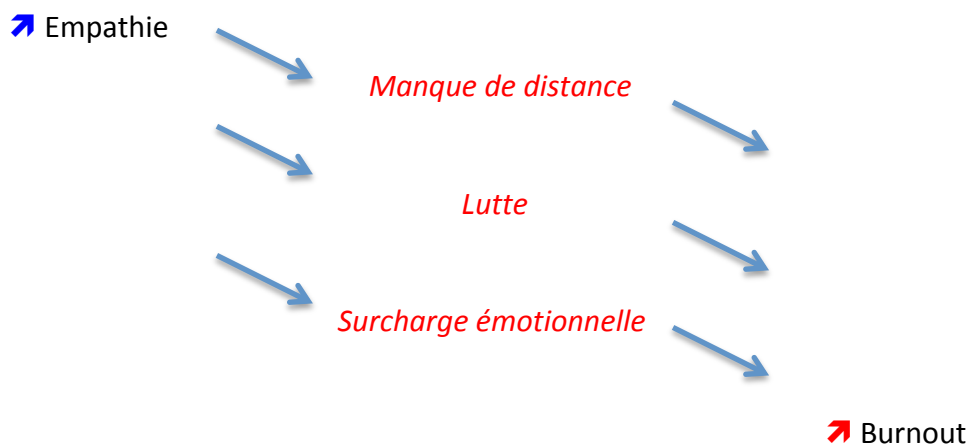 Empathie
Manque de distance
Lutte
Surcharge émotionnelle
Burnout